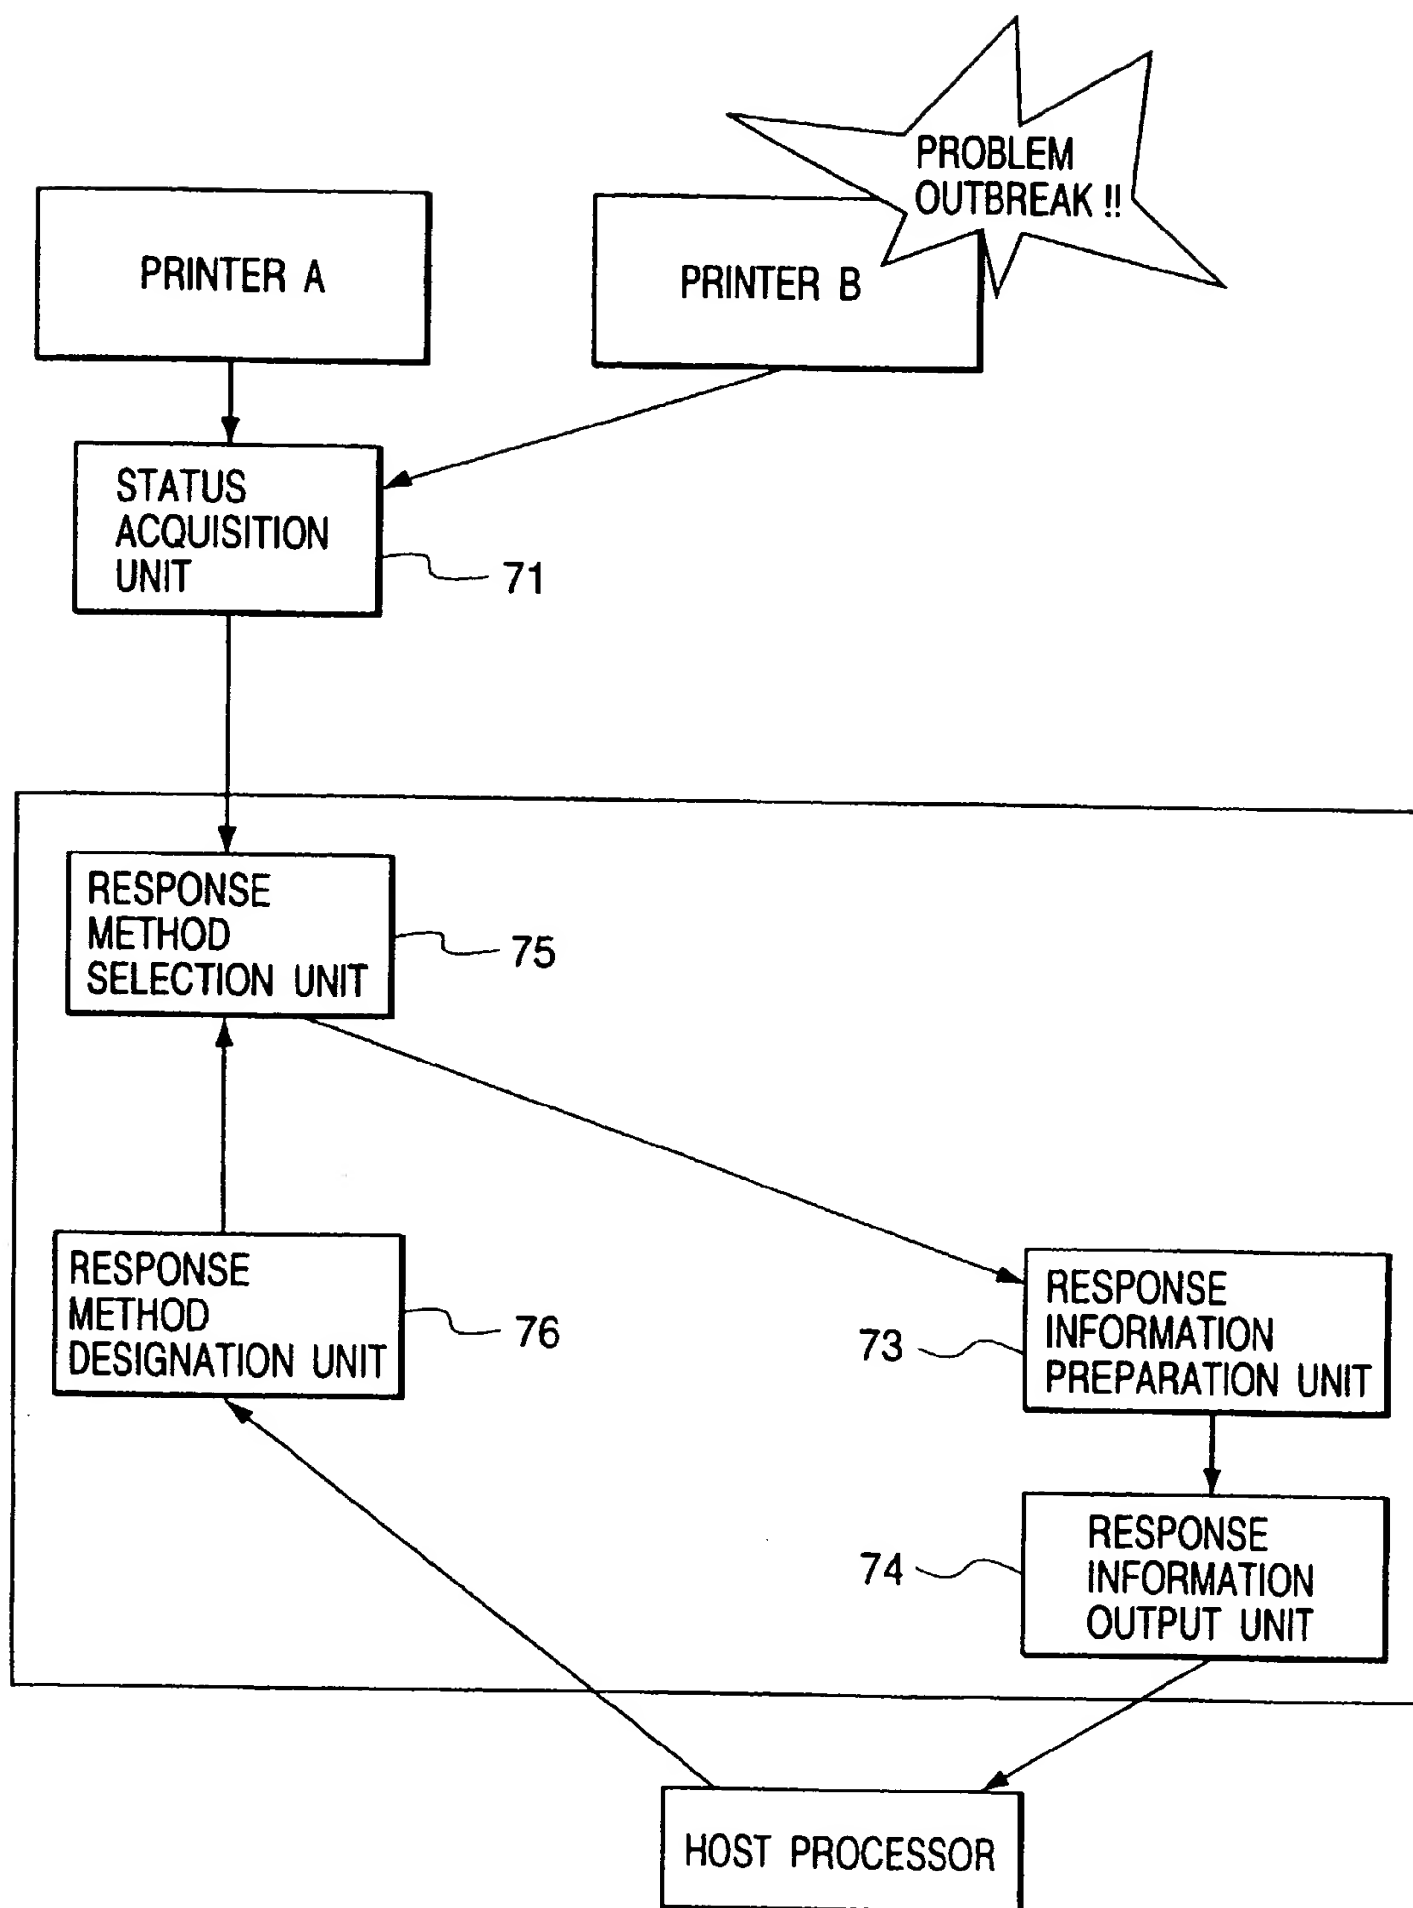 PROBLEM
OUTBREAK !!
PRINTER A
PRINTER B
STATUS
ACQUISITION
UNIT
71
RESPONSE
METHOD
SELECTION UNIT
75
RESPONSE
METHOD
DESIGNATION UNIT
76
RESPONSE
INFORMATION
PREPARATION UNIT
73
RESPONSE
INFORMATION
OUTPUT UNIT
74
HOST PROCESSOR